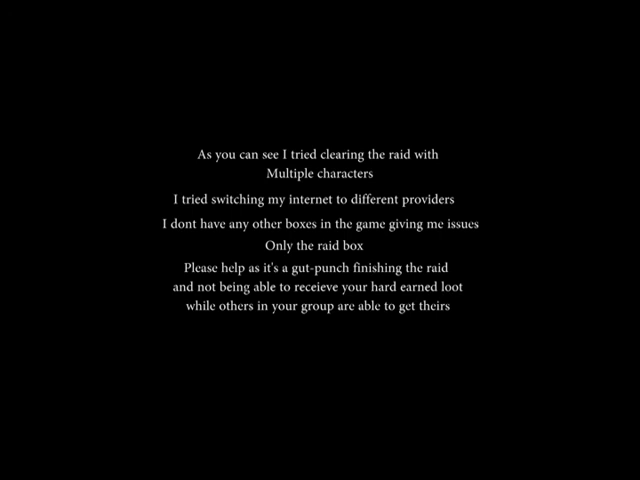 As you can see I tried clearing the raid with
Multiple characters
I tried switching my internet to different providers
I dont have any other boxes in the game giving me issues
Only the raid box
Please help as it's a gut-punch finishing the raid
and not being able to receieve your hard earned loot
while others in your group are able to get theirs